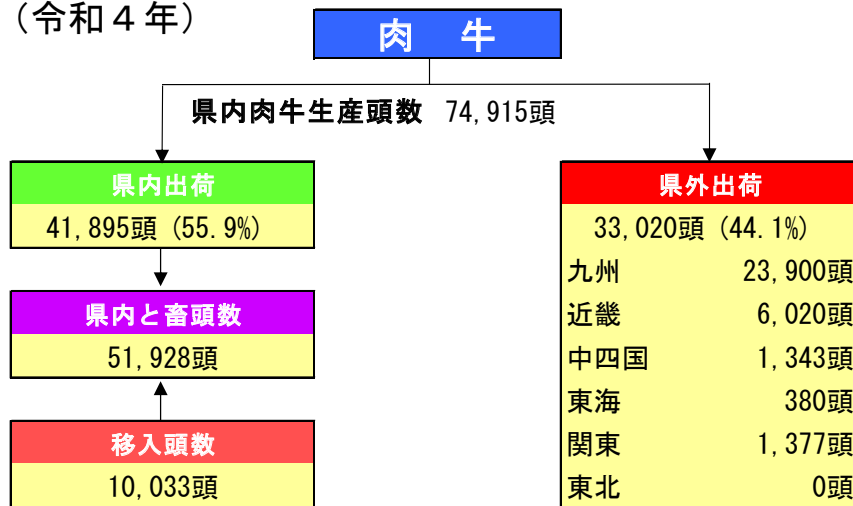 （令和４年）
肉　牛
県内肉牛生産頭数　74,915頭
県内出荷
41,895頭（55.9%）
県内と畜頭数
51,928頭
移入頭数
10,033頭
県外出荷
33,020頭（44.1%）
九州　23,900頭
近畿　6,020頭
中四国　1,343頭
東海　380頭
関東　1,377頭
東北　0頭